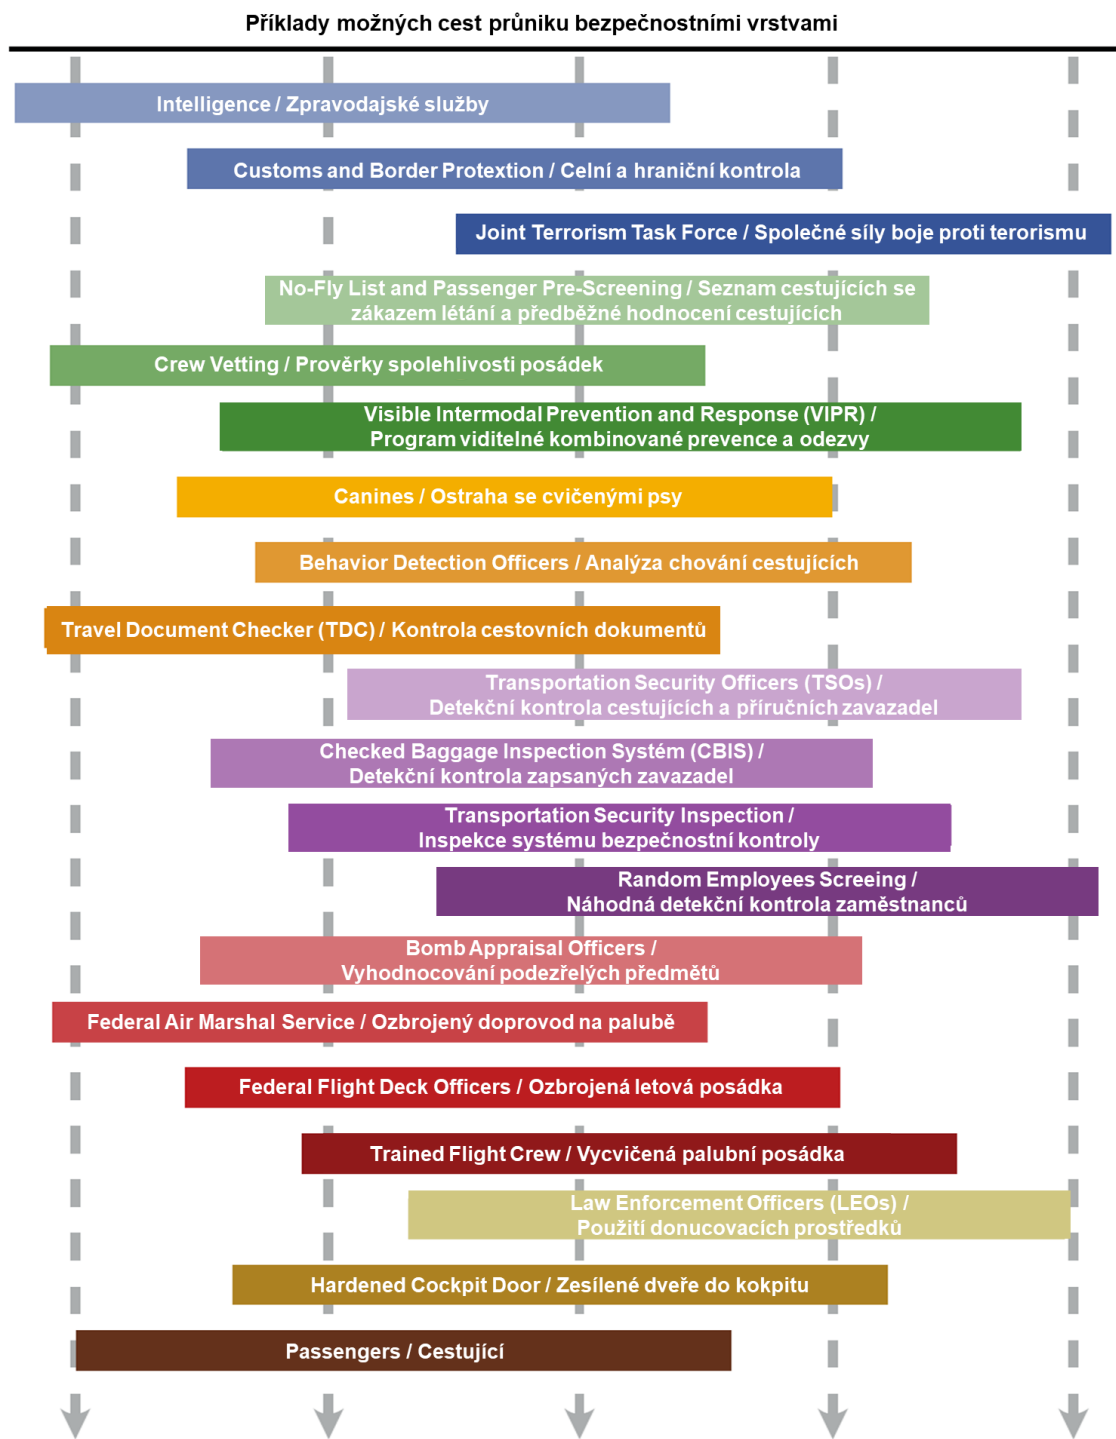 Příklady možných cest průniku bezpečnostními vrstvami
Intelligence / Zpravodajské služby
Customs and Border Protextion / Celní a hraniční kontrola
Joint Terrorism Task Force / Společné síly boje proti terorismu
No-Fly List and Passenger Pre-Screening / Seznam cestujících se
zákazem létání a předběžné hodnocení cestujících
Crew Vetting / Prověrky spolehlivosti posádek
Visible Intermodal Prevention and Response (VIPR) /
Program viditelné kombinované prevence a odezvy
Canines / Ostraha se cvičenými psy
Behavior Detection Officers / Analýza chování cestujících
Travel Document Checker (TDC) / Kontrola cestovních dokumentů
Transportation Security Officers (TSOs) /
Detekční kontrola cestujících a příručních zavazadel
Checked Baggage Inspection Systém (CBIS) /
Detekční kontrola zapsaných zavazadel
Transportation Security Inspection /
Inspekce systému bezpečnostní kontroly
Random Employees Screeing /
Náhodná detekční kontrola zaměstnanců
Bomb Appraisal Officers /
Vyhodnocování podezřelých předmětů
Federal Air Marshal Service / Ozbrojený doprovod na palubě
Federal Flight Deck Officers / Ozbrojená letová posádka
Trained Flight Crew / Vycvičená palubní posádka
Law Enforcement Officers (LEOs) /
Použití donucovacích prostředků
Hardened Cockpit Door / Zesílené dveře do kokpitu
Passengers / Cestující